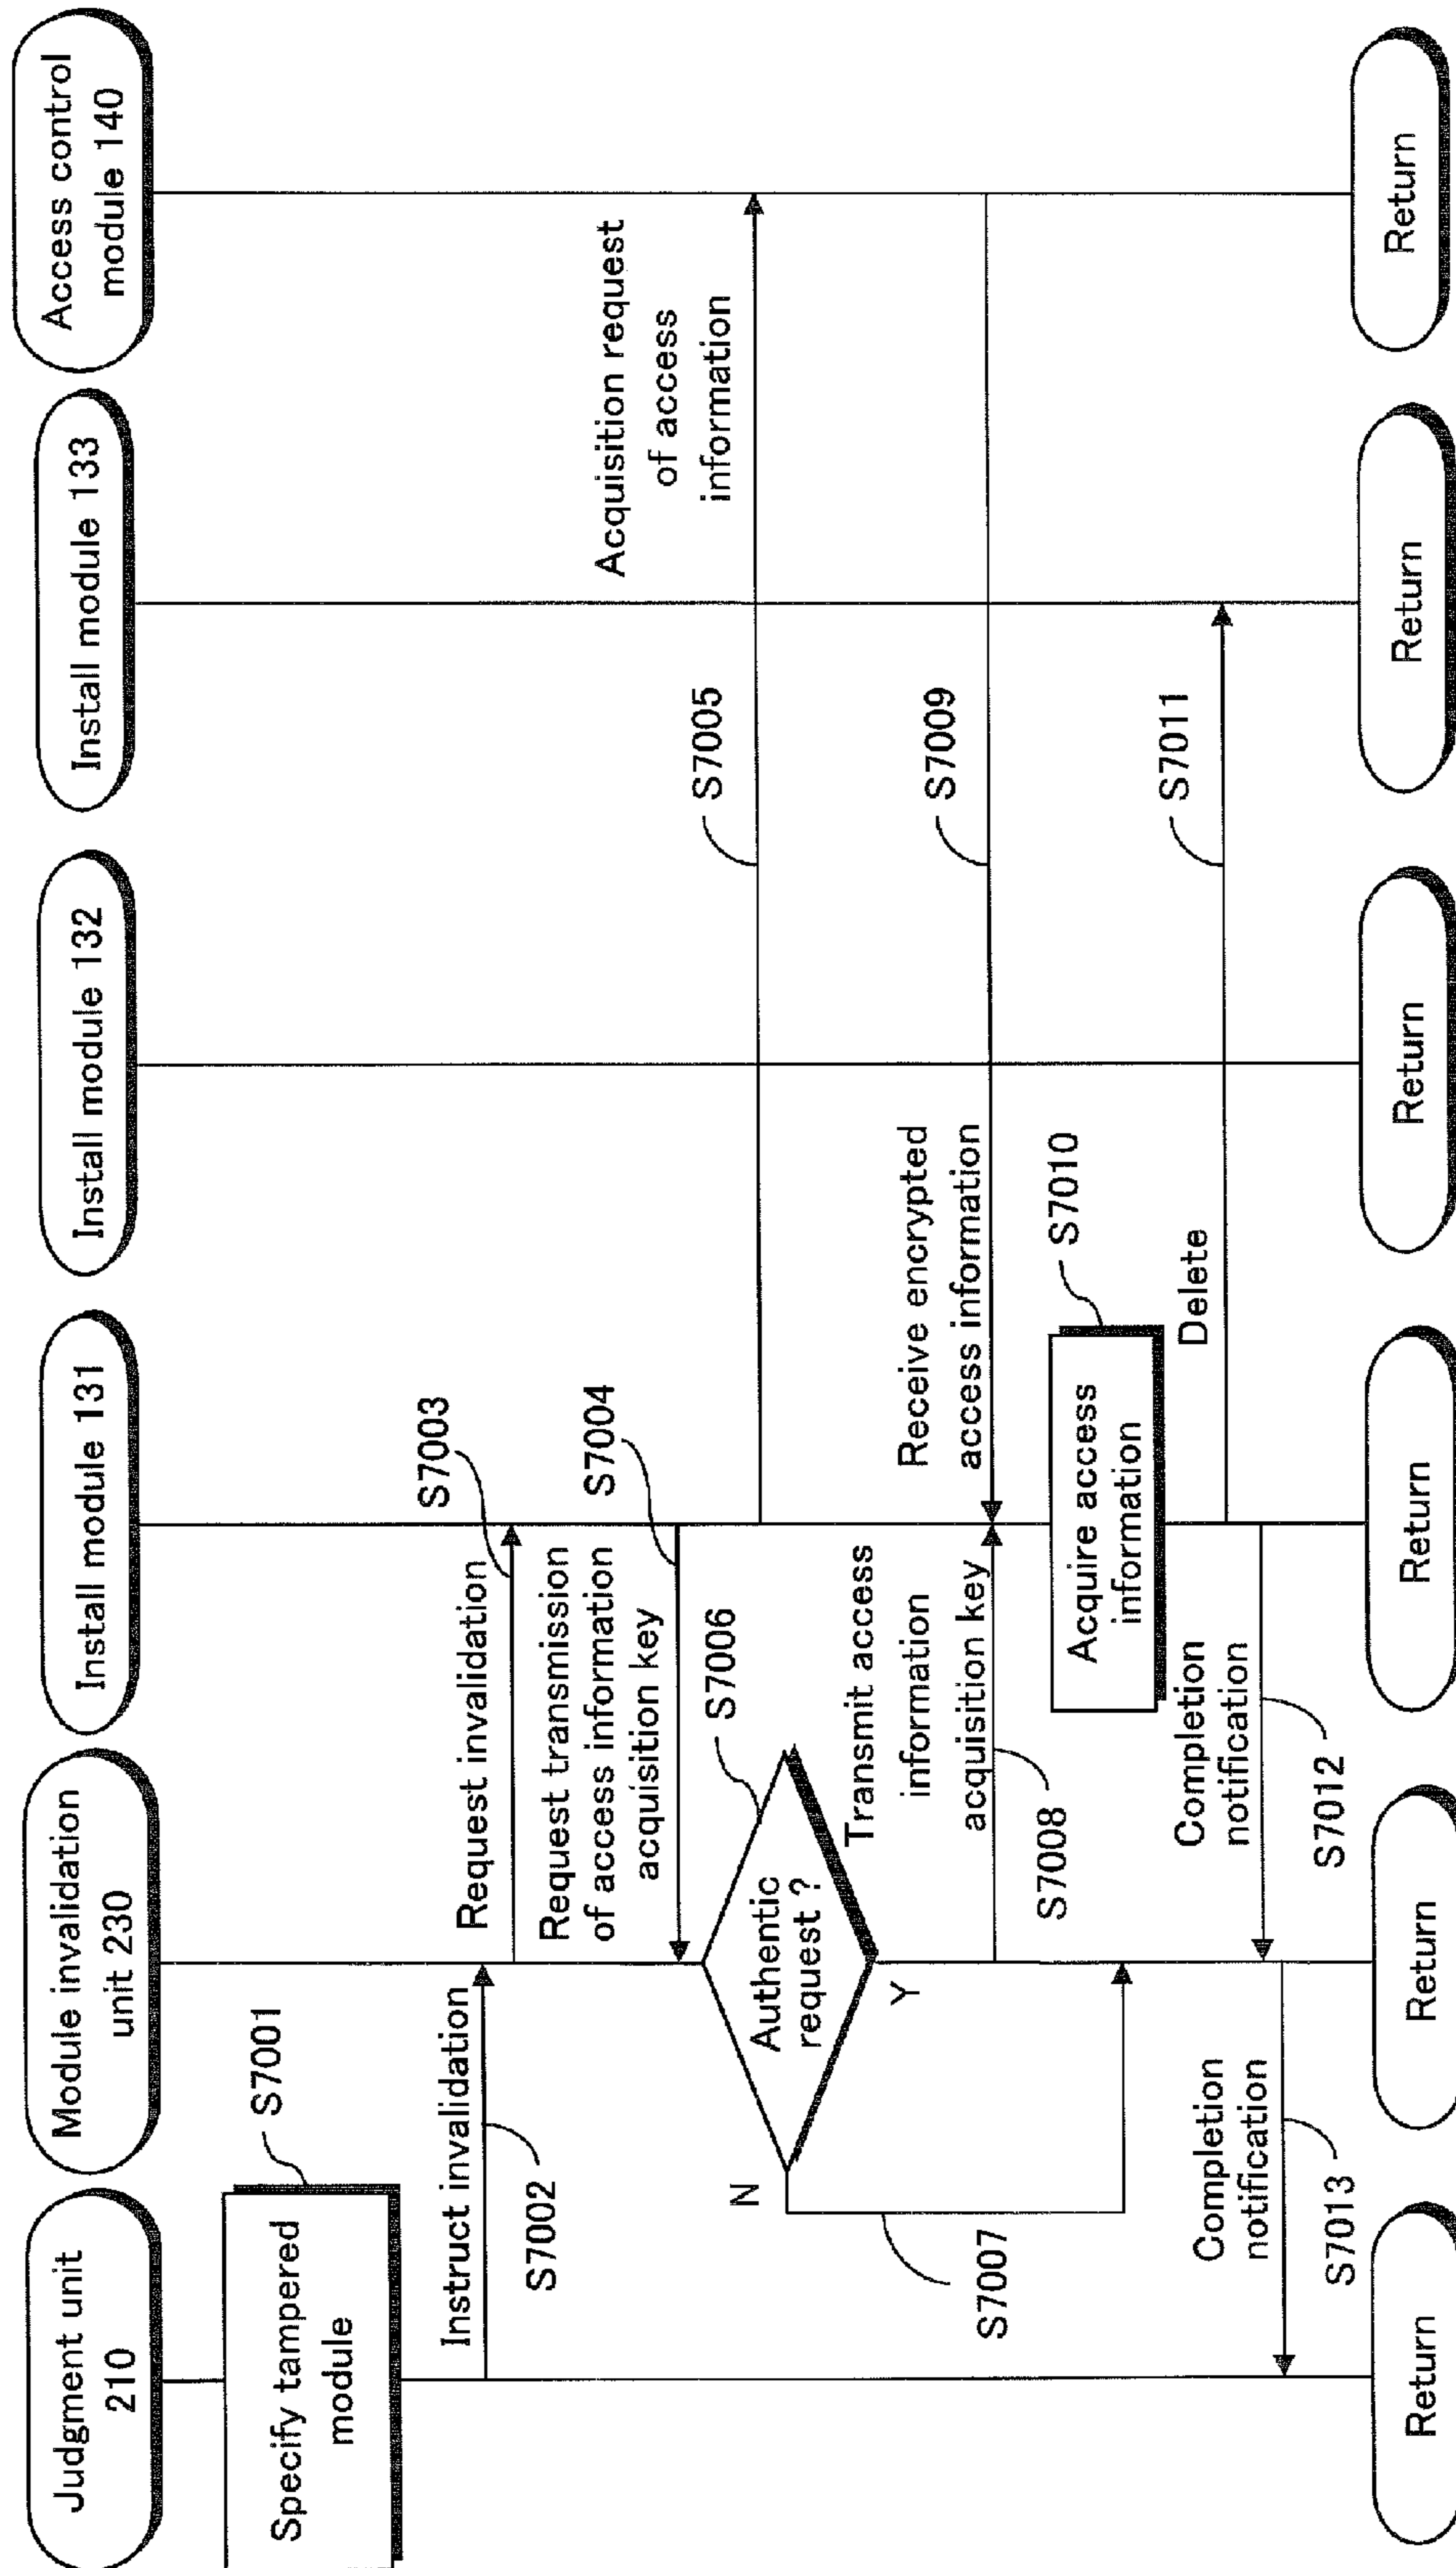 Judgment unit
210
Module invalidation
unit 230
Install module 131
Install module 132
Install module 133
Access control
module 140
Specify tampered
module
S7001
Instruct invalidation
S7002
Request invalidation
S7003
Request transmission
of access information
acquisition key
S7004
Acquisition request
of access
information
S7005
Authentic
request ?
S7006
N
Y
S7007
Transmit access
information
acquisition key
S7008
Receive encrypted
access information
S7009
Acquire access
information
S7010
Delete
S7011
Completion
notification
S7012
Completion
notification
S7013
Return
Return
Return
Return
Return
Return